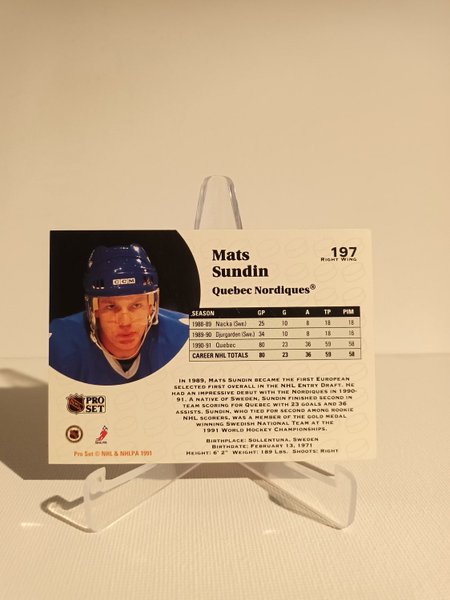 Mats
Sundin
197
RIGHT WING
Quebec Nordiques®
CCM
SEASON GP G A TP PIM
1988-89 Nacka (Swe.) 25 10 8 18 18
1989-90 Djurgarden (Swe.) 34 10 8 18 16
1990-91 Quebec 80 23 36 59 58
CAREER NHL TOTALS 80 23 36 59 58
IN 1989, MATS SUNDIN BECAME THE FIRST EUROPEAN
SELECTED FIRST OVERALL IN THE NHL ENTRY DRAFT. HE
HAD AN IMPRESSIVE DEBUT WITH THE NORDIQUES IN 1990-
91. A NATIVE OF SWEDEN, SUNDIN FINISHED SECOND IN
TEAM SCORING FOR QUEBEC WITH 23 GOALS AND 36
ASSISTS. SUNDIN, WHO TIED FOR SECOND AMONG ROOKIE
NHL SCORERS, WAS A MEMBER OF THE GOLD MEDAL
WINNING SWEDISH NATIONAL TEAM AT THE
1991 WORLD HOCKEY CHAMPIONSHIPS.
BIRTHPLACE: SOLLENTUNA, SWEDEN
BIRTHDATE: FEBRUARY 13, 1971
HEIGHT: 6' 2" WEIGHT: 189 LBS. SHOOTS: RIGHT
NHL
PRO
SET
NHL
NHLPA
Pro Set © NHL & NHLPA 1991